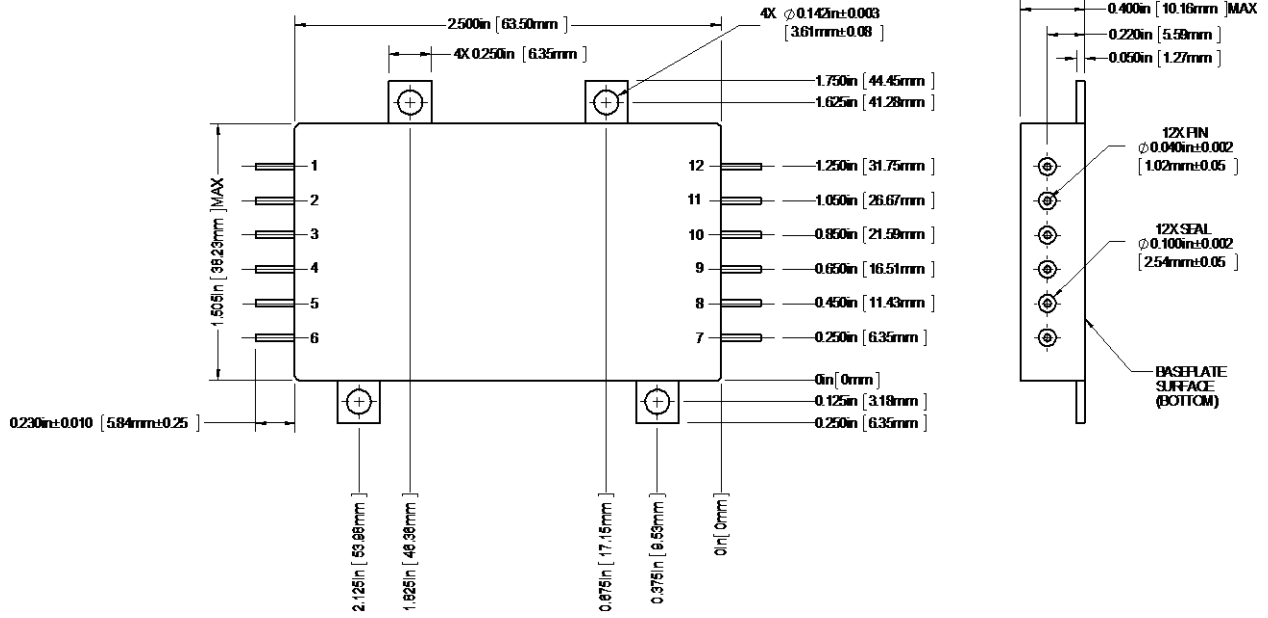 2.500in [ 63.50mm ]
4X ∅0.142in±0.003
[ 3.61mm±0.08 ]
4X 0.250in [ 6.35mm ]
1.750in [ 44.45mm ]
1.625in [ 41.28mm ]
0.400in [ 10.16mm ]MAX
0.220in [ 5.59mm ]
0.050in [ 1.27mm ]
1.505in [ 38.23mm ]MAX
1
2
3
4
5
6
12
11
10
9
8
7
1.250in [ 31.75mm ]
1.050in [ 26.67mm ]
0.850in [ 21.59mm ]
0.650in [ 16.51mm ]
0.450in [ 11.43mm ]
0.250in [ 6.35mm ]
0in[ 0mm ]
0.125in [ 3.18mm ]
0.250in [ 6.35mm ]
12X PIN
∅0.040in±0.002
[ 1.02mm±0.05 ]
12X SEAL
∅0.100in±0.002
[ 2.54mm±0.05 ]
BASEPLATE
SURFACE
(BOTTOM)
0.230in±0.010 [ 5.84mm±0.25 ]
2.125in [ 53.98mm ]
1.825in [ 46.36mm ]
0.675in [ 17.15mm ]
0.375in [ 9.53mm ]
0in[ 0mm ]